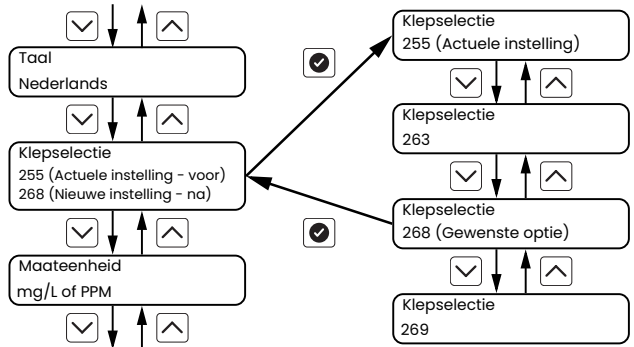 Taal
Nederlands
Klepselectie
255 (Actuele instelling - voor)
268 (Nieuwe instelling - na)
Maateenheid
mg/L of PPM
Klepselectie
255 (Actuele instelling)
Klepselectie
263
Klepselectie
268 (Gewenste optie)
Klepselectie
269